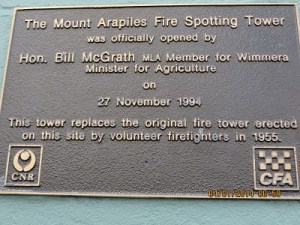 The Mount Arapiles Fire Spotting Tower
was officially opened by
Hon. Bill McGrath MLA Member for Wimmera
Minister for Agriculture
on
27 November 1994
This tower replaces the original fire tower erected
on this site by volunteer firefighters in 1955.
CNR
CFA